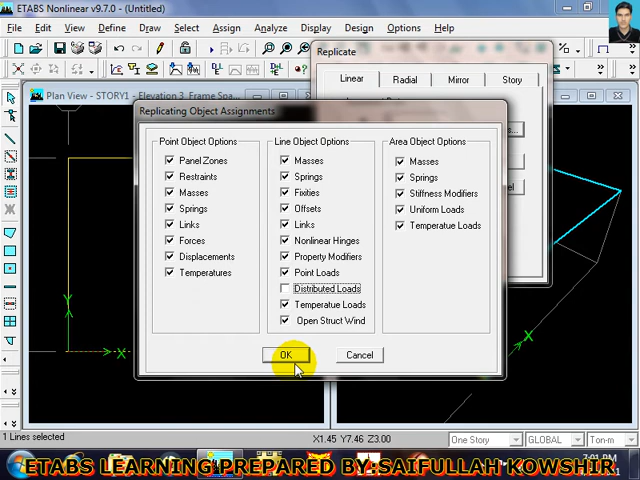 ETABS Nonlinear v9.7.0 - (Untitled)
File Edit View Define Draw Select Assign Analyze Display Design Options Help
Replicate
Linear Radial Mirror Story
Plan View - STORY1 - Elevation 3 Frame Spa...
Replicating Object Assignments
Point Object Options
Panel Zones
Restraints
Masses
Springs
Links
Forces
Displacements
Temperatures
Line Object Options
Masses
Springs
Fixities
Offsets
Links
Nonlinear Hinges
Property Modifiers
Point Loads
Distributed Loads
Temperatue Loads
Open Struct Wind
Area Object Options
Masses
Springs
Stiffness Modifiers
Uniform Loads
Temperatue Loads
OK Cancel
Y
X
X
1 Lines selected
X1.45 Y7.46 Z3.00
One Story GLOBAL Ton-m
ETABS LEARNING PREPARED BY:SAIFULLAH KOWSHIR